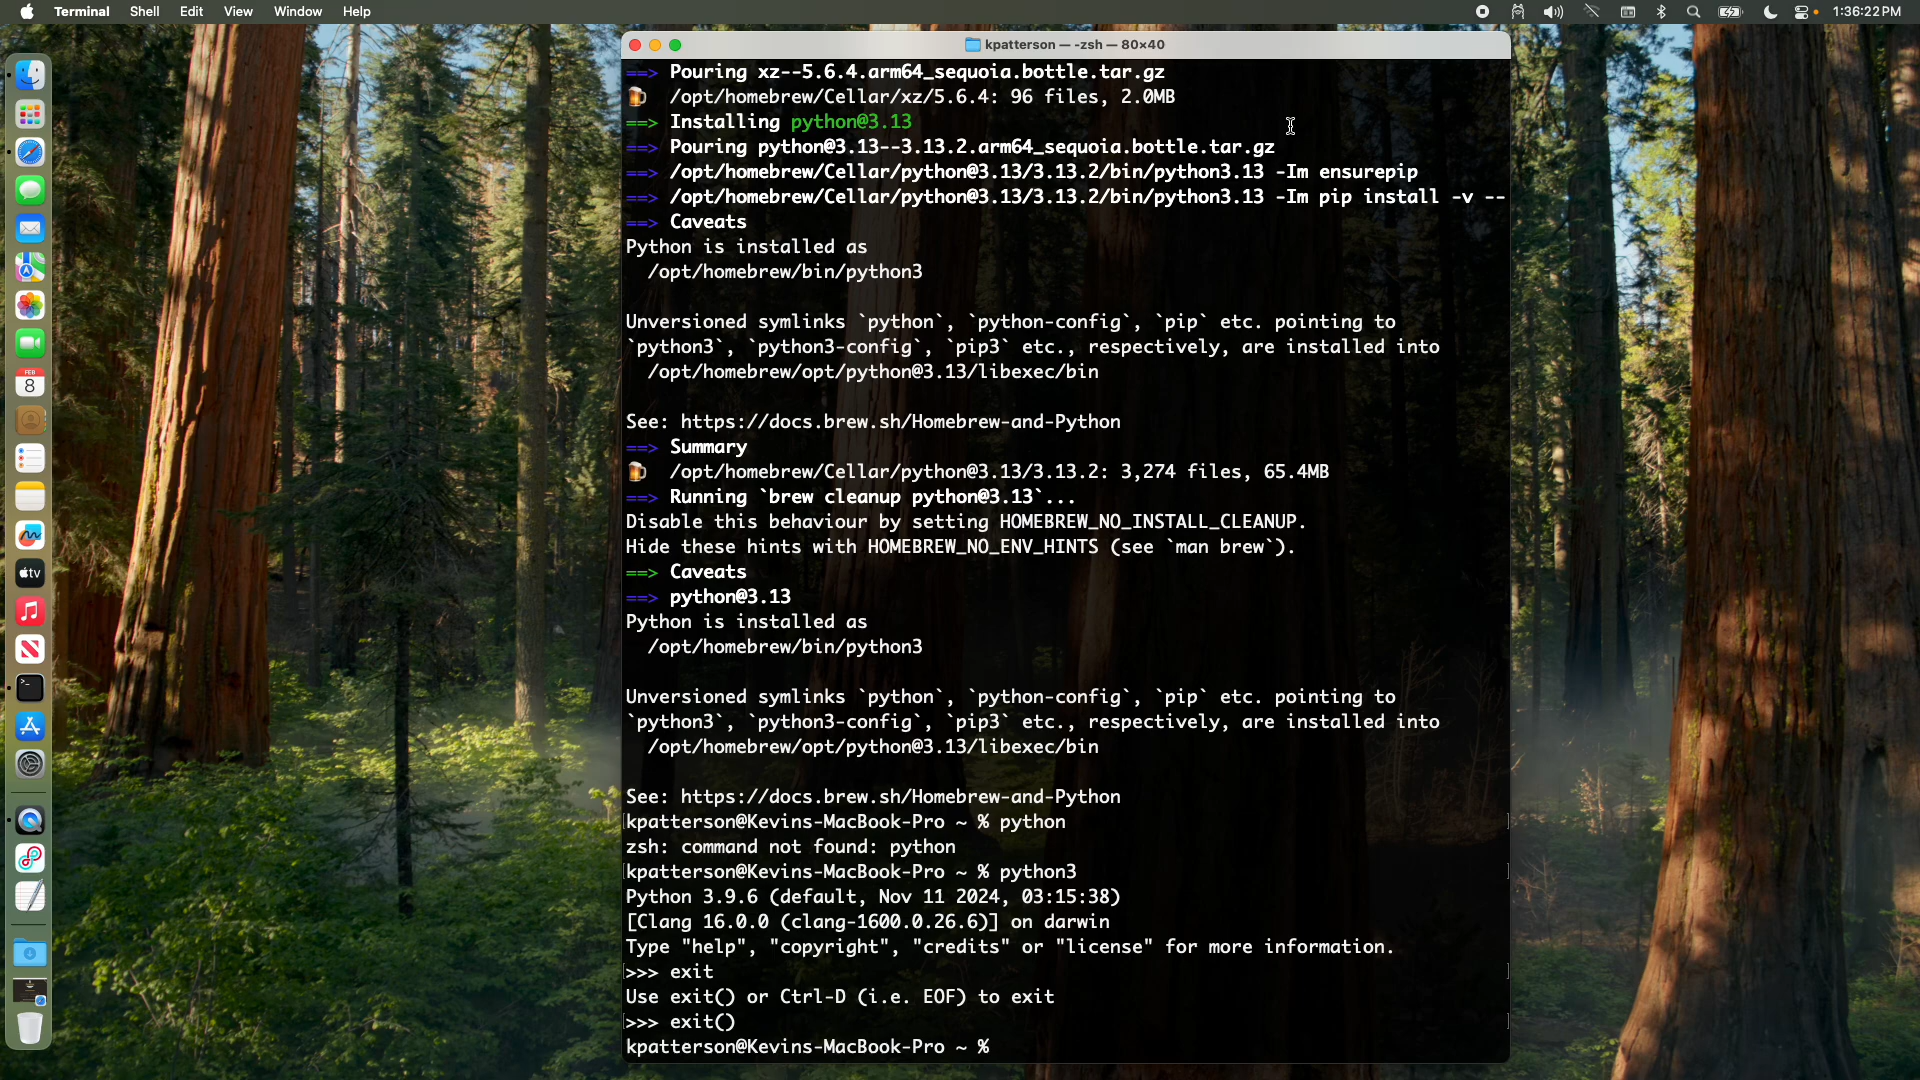 Terminal Shell Edit View Window Help 1:36:22 PM
kpatterson — -zsh — 80×40
==> Pouring xz--5.6.4.arm64_sequoia.bottle.tar.gz
🍺 /opt/homebrew/Cellar/xz/5.6.4: 96 files, 2.0MB
==> Installing python@3.13
==> Pouring python@3.13--3.13.2.arm64_sequoia.bottle.tar.gz
==> /opt/homebrew/Cellar/python@3.13/3.13.2/bin/python3.13 -Im ensurepip
==> /opt/homebrew/Cellar/python@3.13/3.13.2/bin/python3.13 -Im pip install -v --
==> Caveats
Python is installed as
/opt/homebrew/bin/python3
Unversioned symlinks `python`, `python-config`, `pip` etc. pointing to
`python3`, `python3-config`, `pip3` etc., respectively, are installed into
/opt/homebrew/opt/python@3.13/libexec/bin
See: https://docs.brew.sh/Homebrew-and-Python
==> Summary
🍺 /opt/homebrew/Cellar/python@3.13/3.13.2: 3,274 files, 65.4MB
==> Running `brew cleanup python@3.13`...
Disable this behaviour by setting HOMEBREW_NO_INSTALL_CLEANUP.
Hide these hints with HOMEBREW_NO_ENV_HINTS (see `man brew`).
==> Caveats
==> python@3.13
Python is installed as
/opt/homebrew/bin/python3
Unversioned symlinks `python`, `python-config`, `pip` etc. pointing to
`python3`, `python3-config`, `pip3` etc., respectively, are installed into
/opt/homebrew/opt/python@3.13/libexec/bin
See: https://docs.brew.sh/Homebrew-and-Python
[kpatterson@Kevins-MacBook-Pro ~ % python ]
zsh: command not found: python
[kpatterson@Kevins-MacBook-Pro ~ % python3 ]
Python 3.9.6 (default, Nov 11 2024, 03:15:38)
[Clang 16.0.0 (clang-1600.0.26.6)] on darwin
Type "help", "copyright", "credits" or "license" for more information.
[>>> exit ]
Use exit() or Ctrl-D (i.e. EOF) to exit
[>>> exit() ]
kpatterson@Kevins-MacBook-Pro ~ %
FEB
8
tv
>_